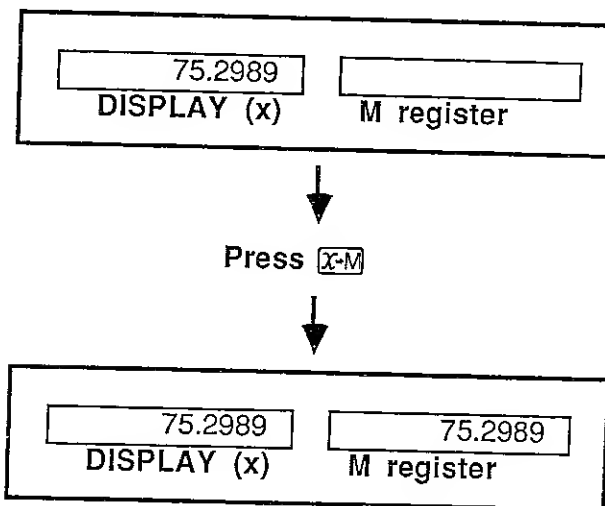 75.2989
DISPLAY (x) M register
Press x→M
75.2989 75.2989
DISPLAY (x) M register